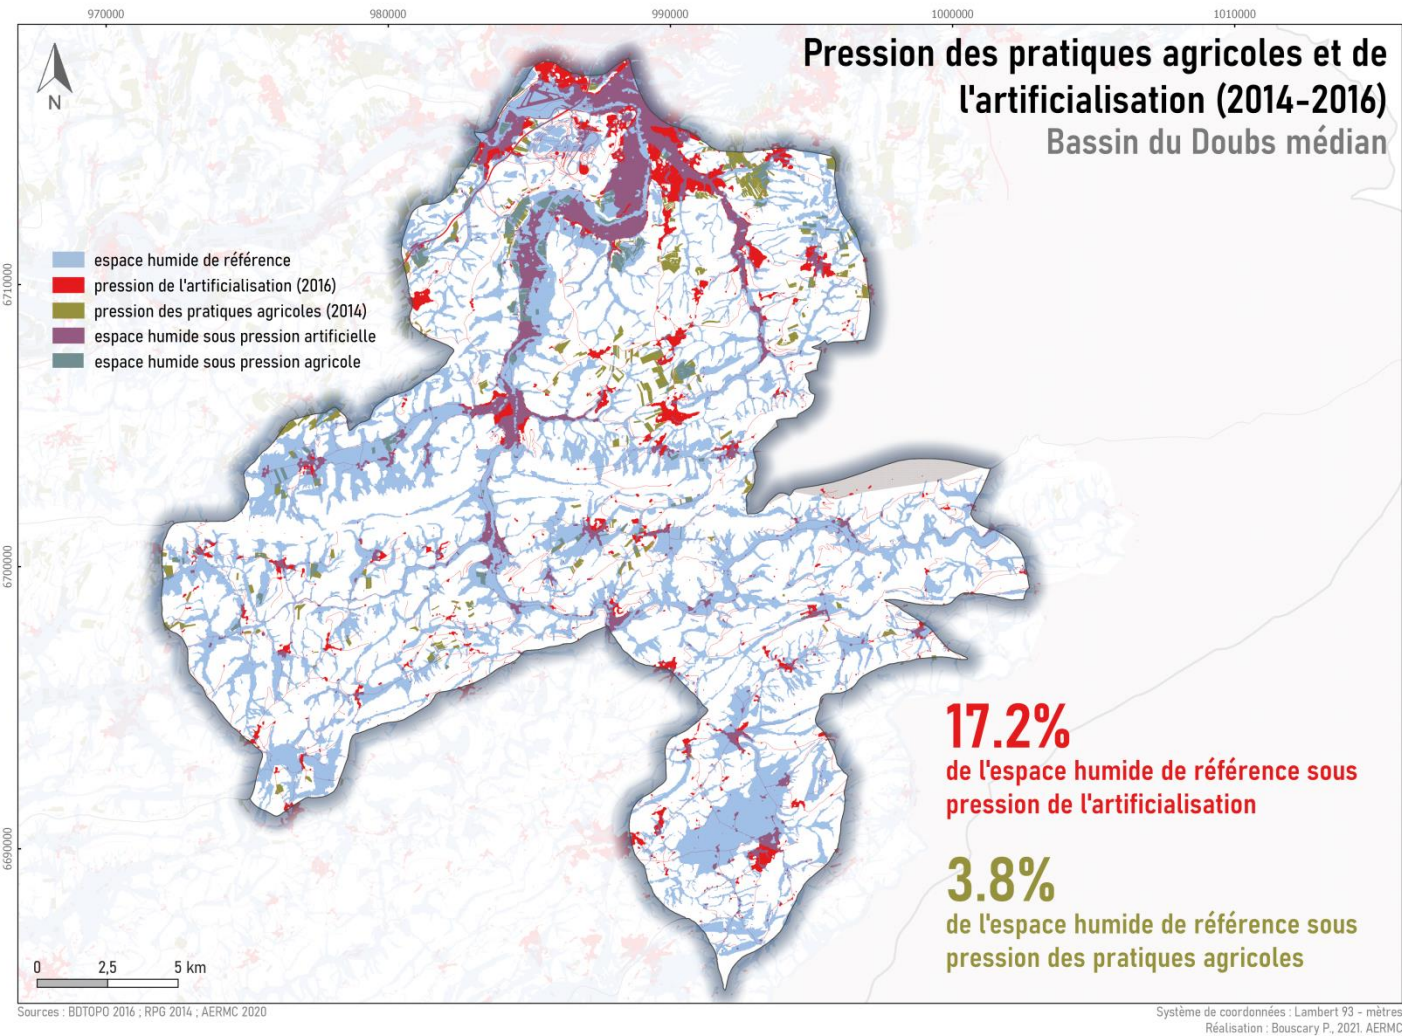 970000
980000
990000
1000000
1010000
Pression des pratiques agricoles et de
l'artificialisation (2014-2016)
Bassin du Doubs médian
N
espace humide de référence
pression de l'artificialisation (2016)
pression des pratiques agricoles (2014)
espace humide sous pression artificielle
espace humide sous pression agricole
6710000
6700000
6690000
17.2%
de l'espace humide de référence sous
pression de l'artificialisation
3.8%
de l'espace humide de référence sous
pression des pratiques agricoles
0 2,5 5 km
Sources : BDTOPO 2016 ; RPG 2014 ; AERMC 2020
Système de coordonnées : Lambert 93 - mètres
Réalisation : Bouscary P., 2021. AERMC